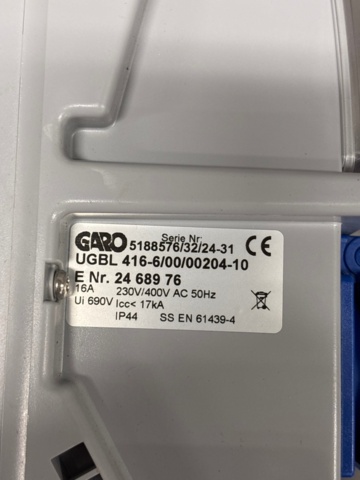 GARO Serie Nr: 5188576/32/24-31 CE
UGBL 416-6/00/00204-10
E Nr. 24 689 76
16A 230V/400V AC 50Hz
Ui 690V Icc< 17kA
IP44 SS EN 61439-4